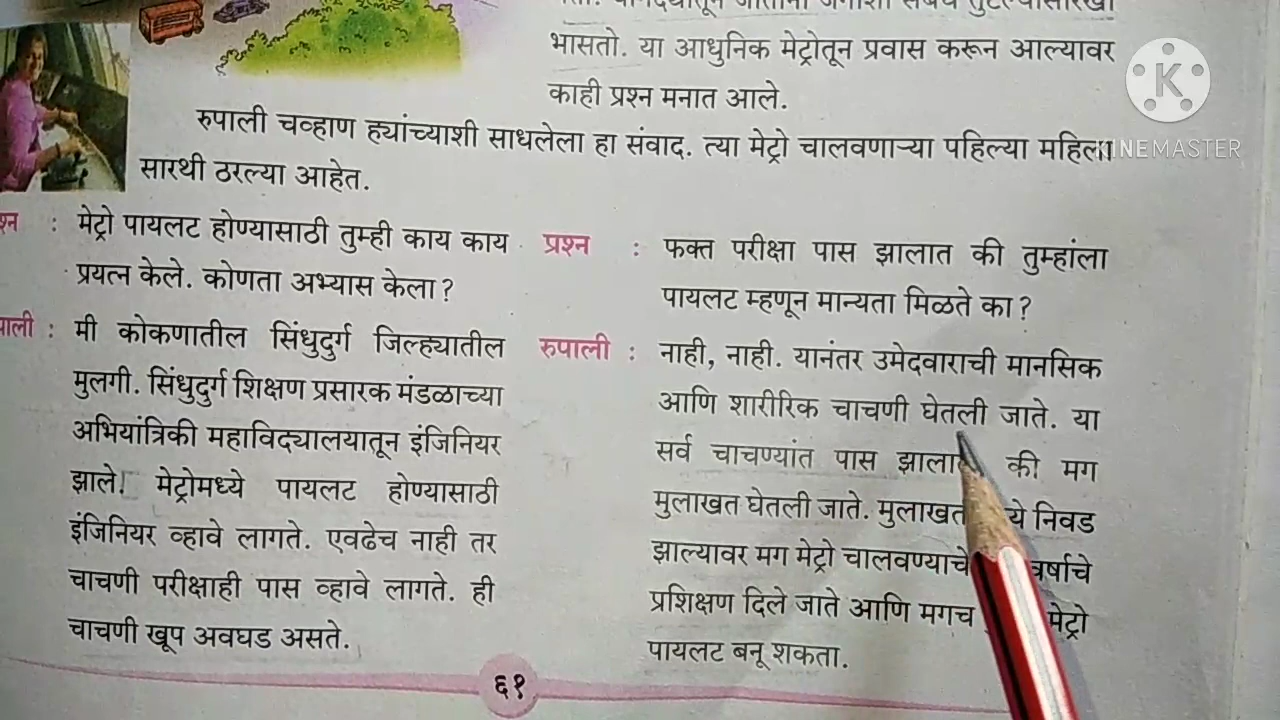 भासतो. या आधुनिक मेट्रोतून प्रवास करून आल्यावर
काही प्रश्न मनात आले.
रुपाली चव्हाण ह्यांच्याशी साधलेला हा संवाद. त्या मेट्रो चालवणाऱ्या पहिल्या महिला
सारथी ठरल्या आहेत.
: मेट्रो पायलट होण्यासाठी तुम्ही काय काय
प्रयत्न केले. कोणता अभ्यास केला?
: मी कोकणातील सिंधुदुर्ग जिल्ह्यातील
मुलगी. सिंधुदुर्ग शिक्षण प्रसारक मंडळाच्या
अभियांत्रिकी महाविद्यालयातून इंजिनियर
झाले. मेट्रोमध्ये पायलट होण्यासाठी
इंजिनियर व्हावे लागते. एवढेच नाही तर
चाचणी परीक्षाही पास व्हावे लागते. ही
चाचणी खूप अवघड असते.
प्रश्न : फक्त परीक्षा पास झालात की तुम्हांला
पायलट म्हणून मान्यता मिळते का?
रुपाली : नाही, नाही. यानंतर उमेदवाराची मानसिक
आणि शारीरिक चाचणी घेतली जाते. या
सर्व चाचण्यांत पास की मग
मुलाखत घेतली जाते. निवड
झाल्यावर मग मेट्रो चालवण्याचे वर्षाचे
प्रशिक्षण दिले जाते आणि मगच मेट्रो
पायलट बनू शकता.
६१
K
KINEMASTER